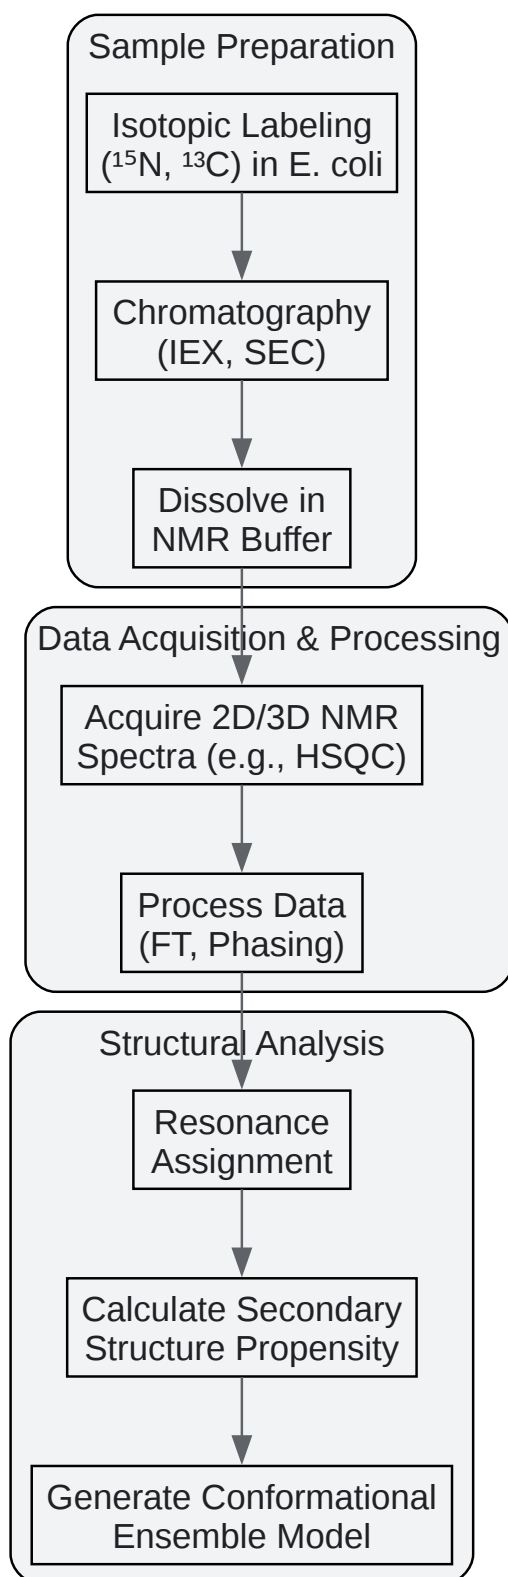 Sample Preparation
Isotopic Labeling
(¹⁵N, ¹³C) in E. coli
Chromatography
(IEX, SEC)
Dissolve in
NMR Buffer
Data Acquisition & Processing
Acquire 2D/3D NMR
Spectra (e.g., HSQC)
Process Data
(FT, Phasing)
Structural Analysis
Resonance
Assignment
Calculate Secondary
Structure Propensity
Generate Conformational
Ensemble Model